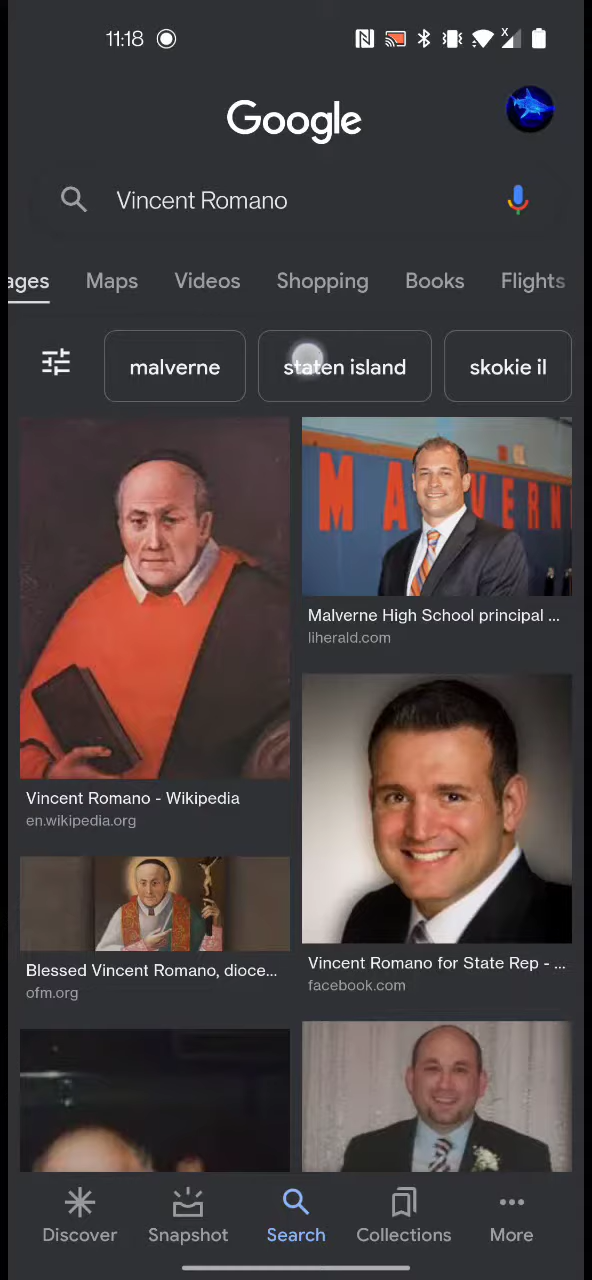 11:18
X
Google
Vincent Romano
ages Maps Videos Shopping Books Flights
malverne staten island skokie il
MALVERN
Malverne High School principal ...
liherald.com
Vincent Romano - Wikipedia
en.wikipedia.org
Blessed Vincent Romano, dioce...
ofm.org
Vincent Romano for State Rep - ...
facebook.com
Discover Snapshot Search Collections More